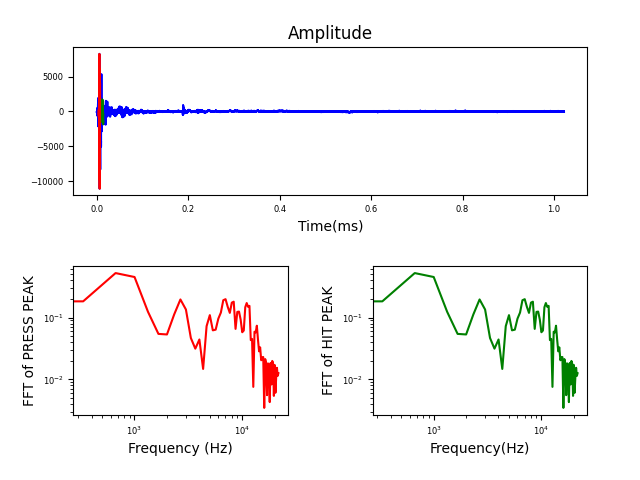 Amplitude
5000
0
−5000
−10000
0.0 0.2 0.4 0.6 0.8 1.0
Time(ms)
FFT of PRESS PEAK
10⁻¹
10⁻²
10³ 10⁴
Frequency (Hz)
FFT of HIT PEAK
10⁻¹
10⁻²
10³ 10⁴
Frequency(Hz)